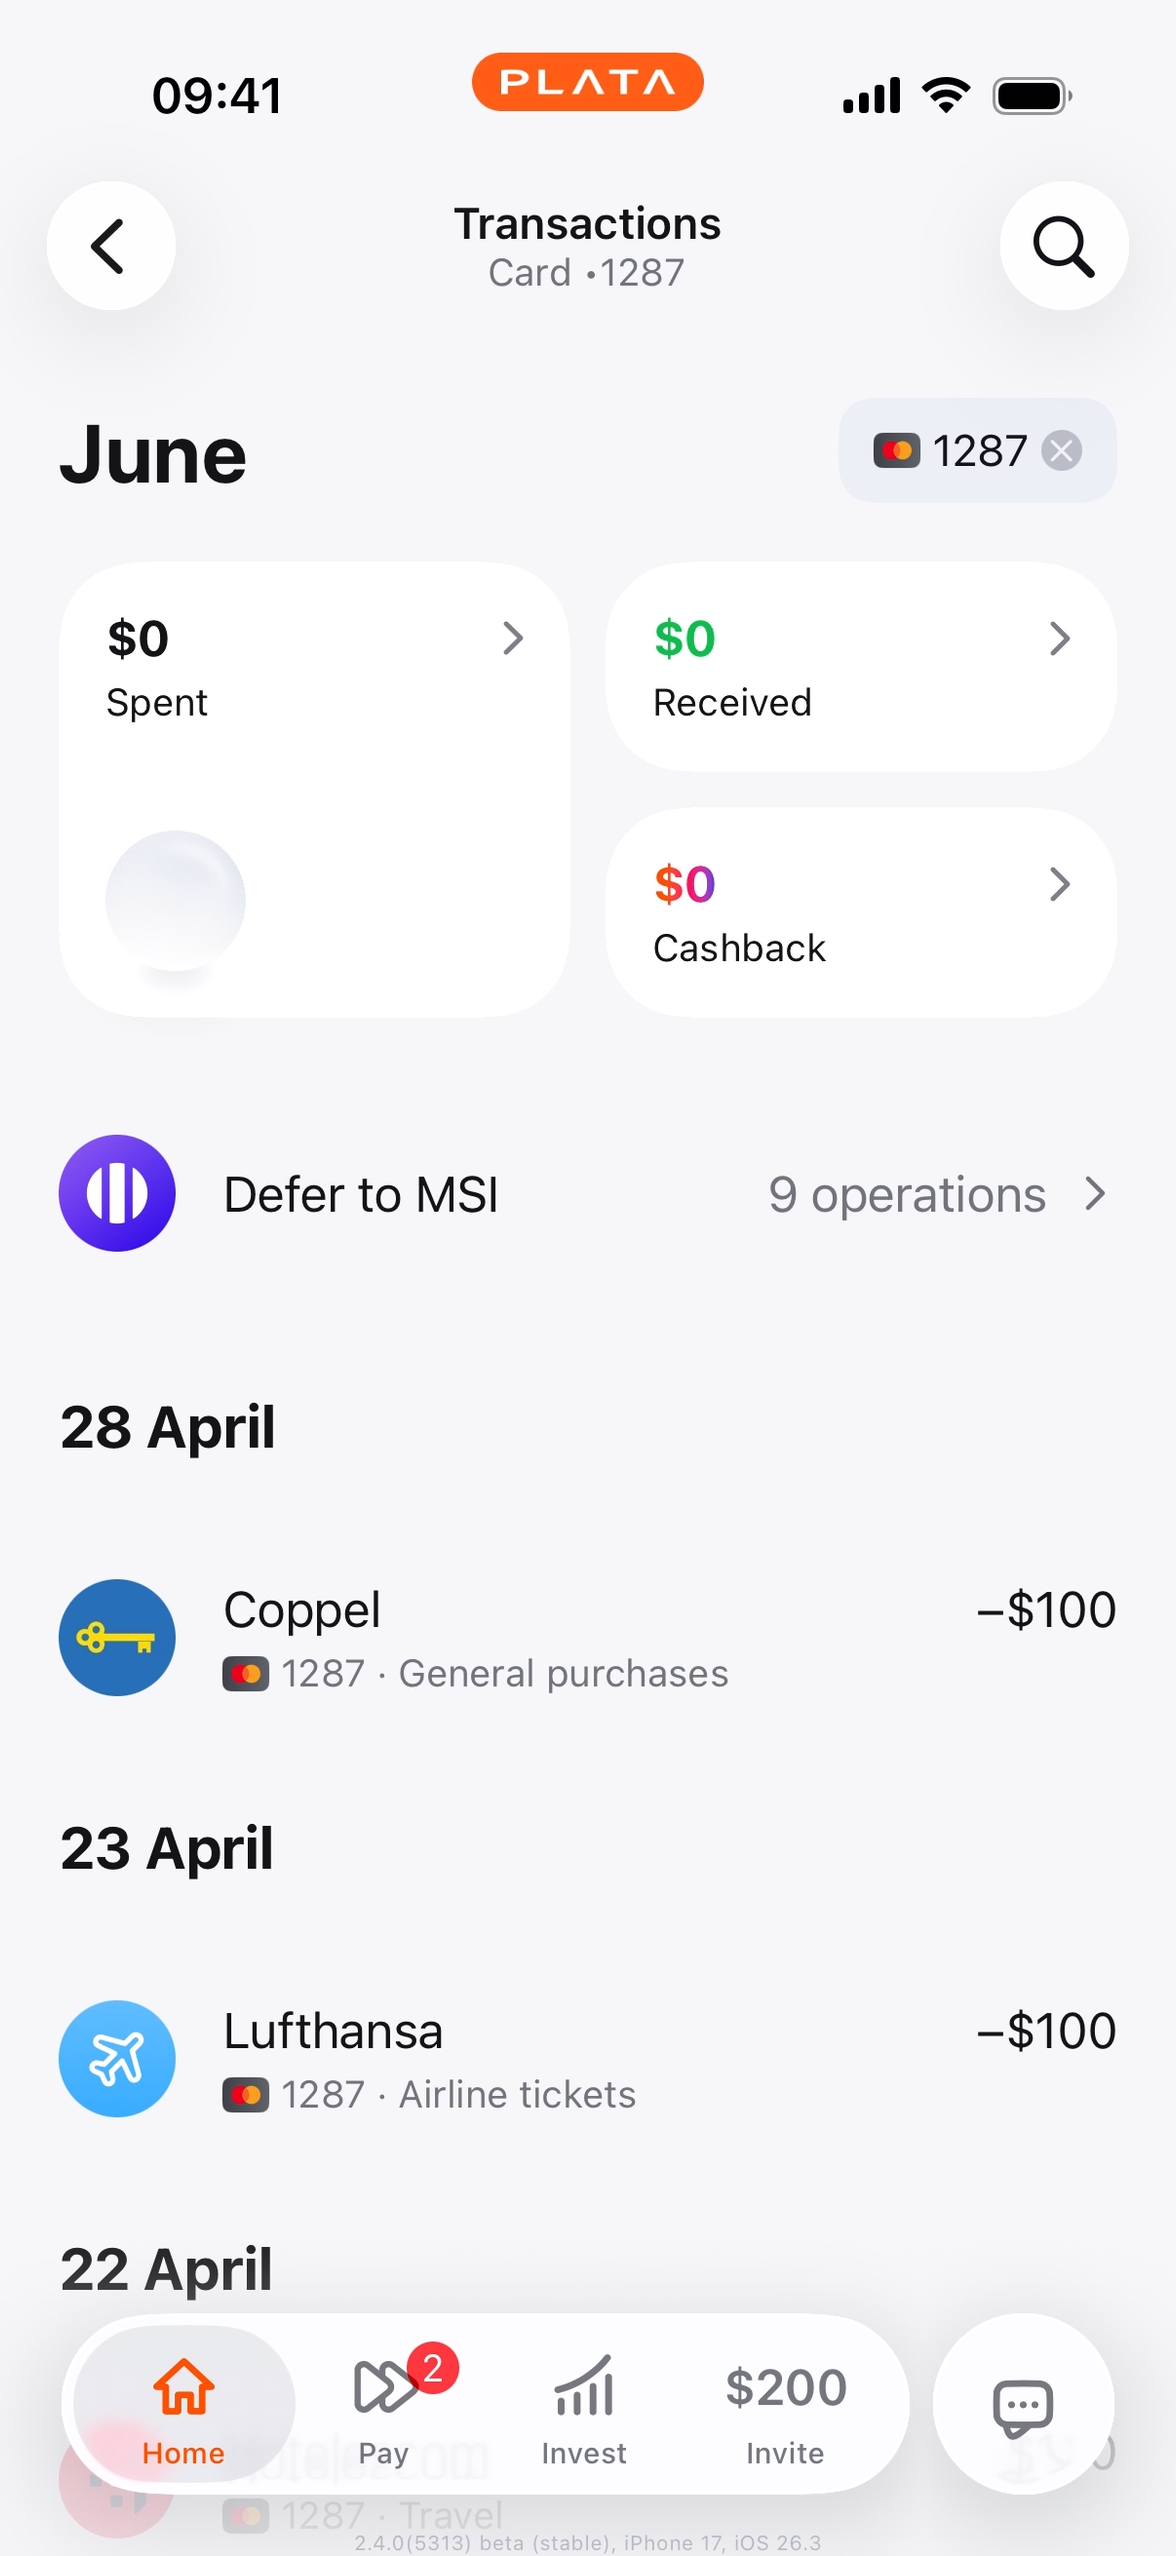 09:41
PLATA
Transactions
Card •1287
June
1287
$0
Spent
$0
Received
$0
Cashback
Defer to MSI
9 operations
28 April
Coppel
–$100
1287 · General purchases
23 April
Lufthansa
–$100
1287 · Airline tickets
22 April
2
$200
Home
Pay
Invest
Invite
1287 · Travel
2.4.0(5313) beta (stable), iPhone 17, iOS 26.3